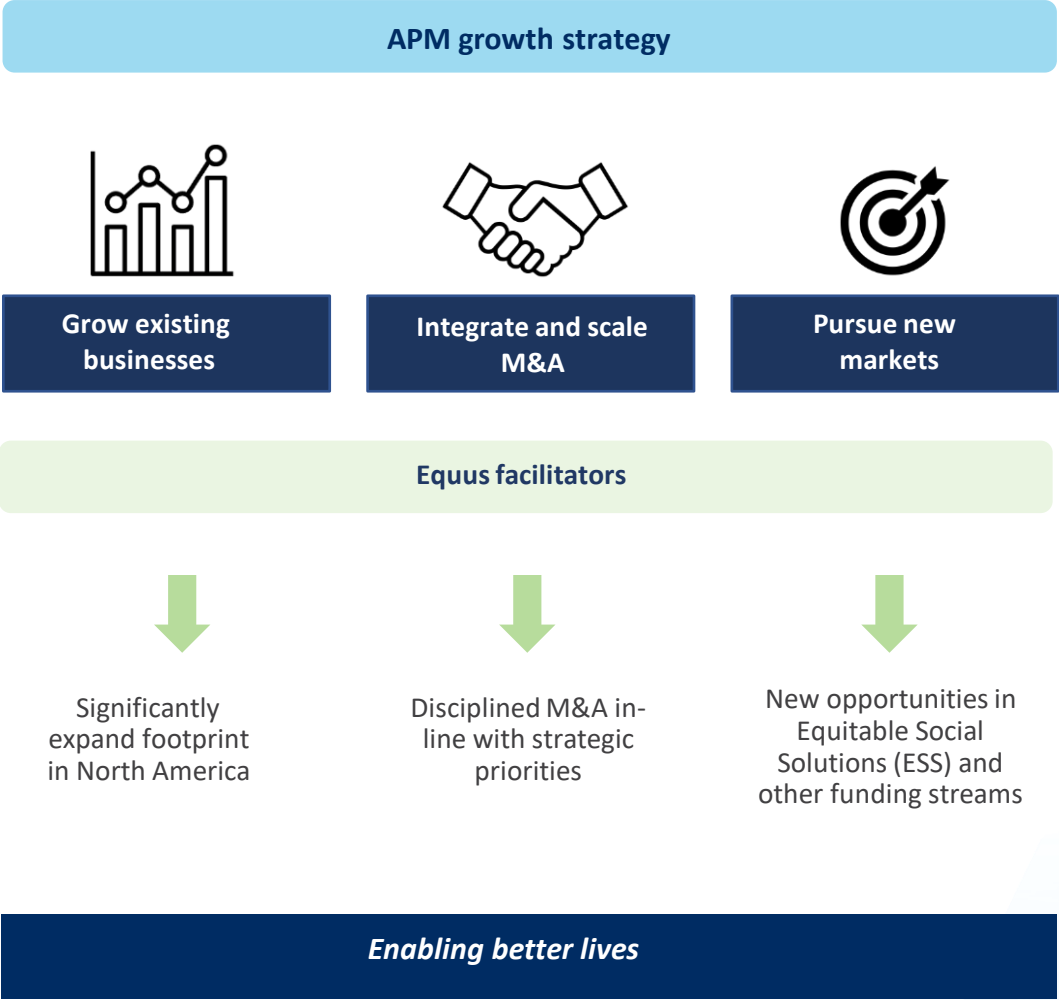 APM growth strategy
Grow existing
businesses
Integrate and scale
M&A
Pursue new
markets
Equus facilitators
Significantly
expand footprint
in North America
Disciplined M&A in-
line with strategic
priorities
New opportunities in
Equitable Social
Solutions (ESS) and
other funding streams
Enabling better lives